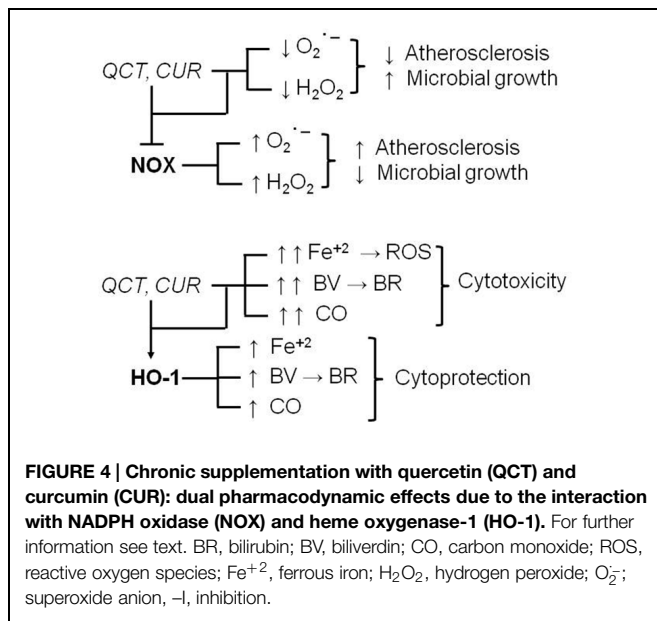 QCT, CUR
↓ O₂·⁻
↓ H₂O₂
↓ Atherosclerosis
↑ Microbial growth
NOX
↑ O₂·⁻
↑ H₂O₂
↑ Atherosclerosis
↓ Microbial growth
QCT, CUR
↑ ↑ Fe⁺² → ROS
↑ ↑ BV → BR
↑ ↑ CO
Cytotoxicity
HO-1
↑ Fe⁺²
↑ BV → BR
↑ CO
Cytoprotection
FIGURE 4 | Chronic supplementation with quercetin (QCT) and
curcumin (CUR): dual pharmacodynamic effects due to the interaction
with NADPH oxidase (NOX) and heme oxygenase-1 (HO-1). For further
information see text. BR, bilirubin; BV, biliverdin; CO, carbon monoxide; ROS,
reactive oxygen species; Fe⁺², ferrous iron; H₂O₂, hydrogen peroxide; O₂·⁻;
superoxide anion, –I, inhibition.